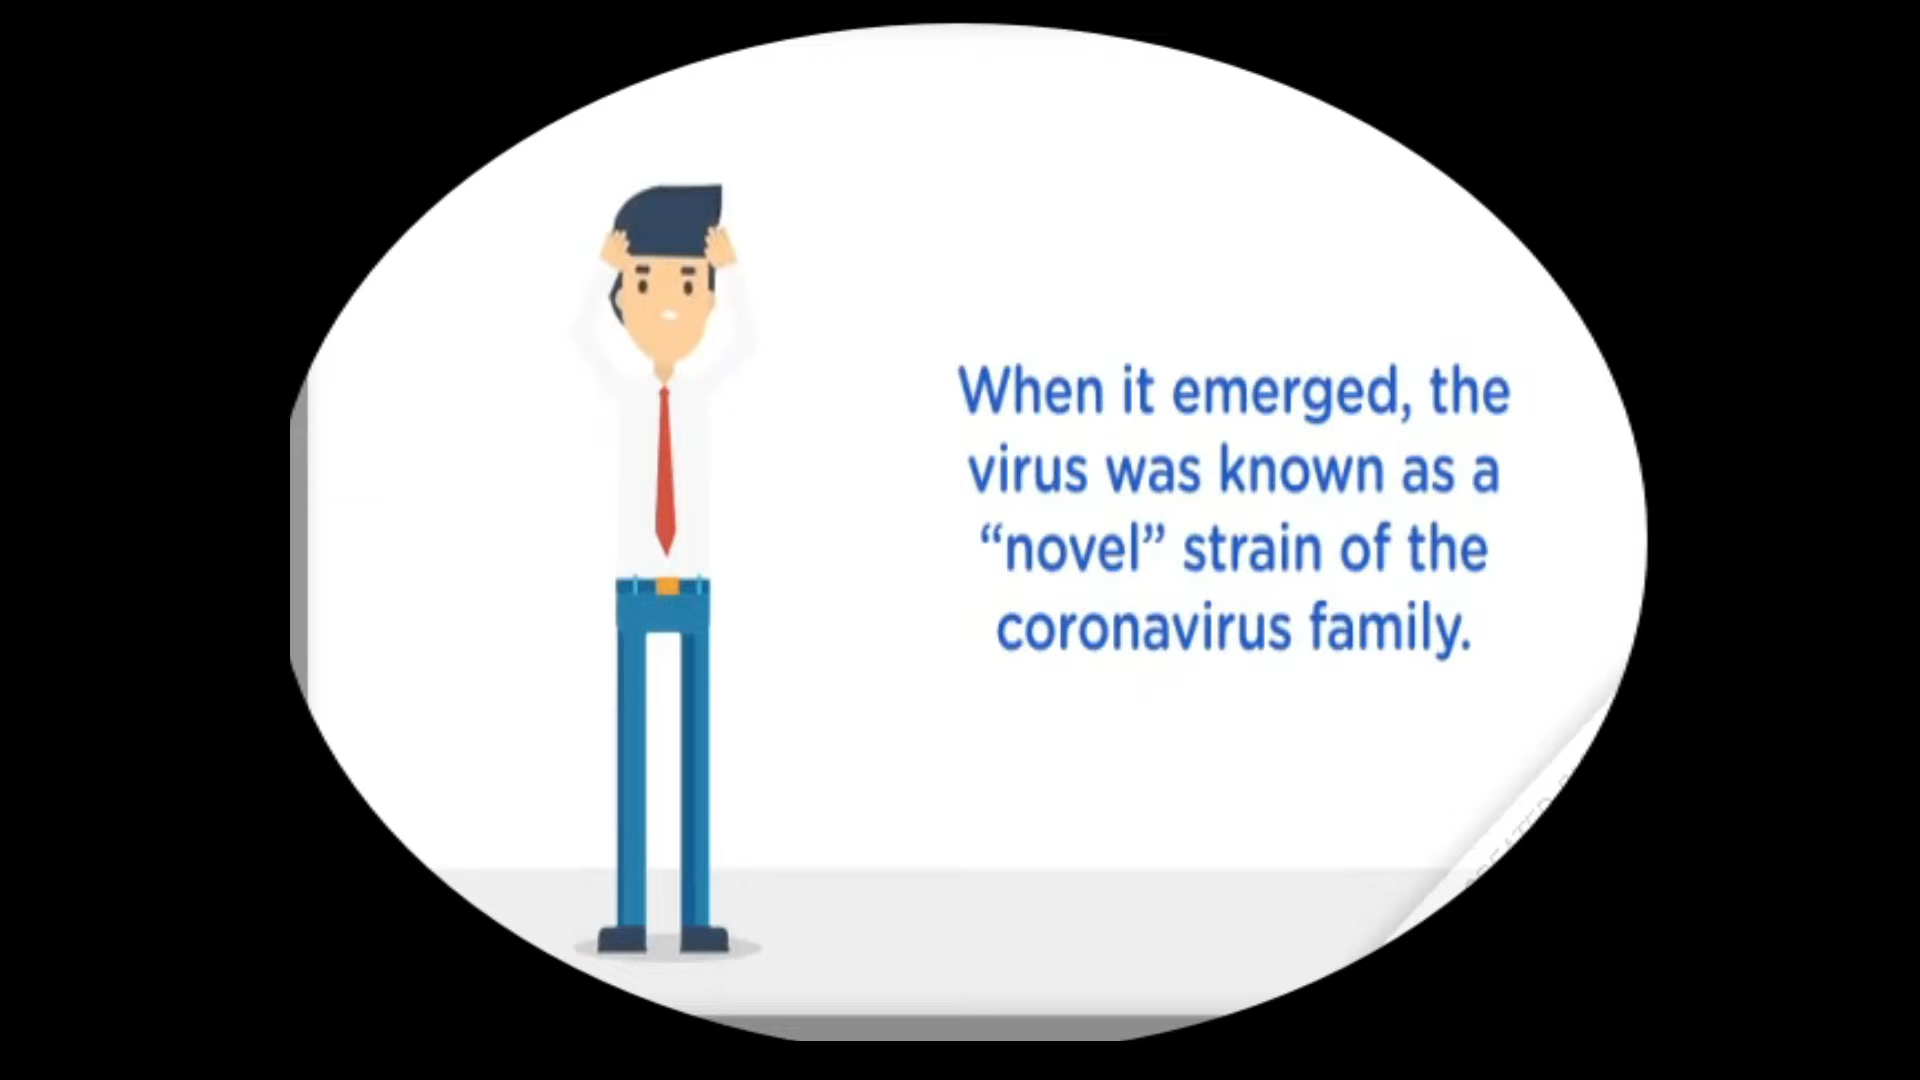 When it emerged, the
virus was known as a
“novel” strain of the
coronavirus family.